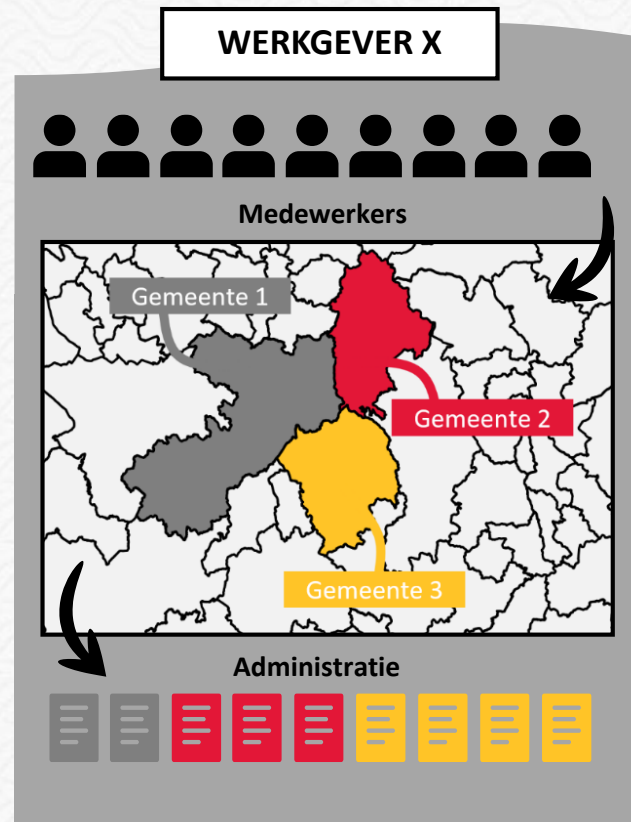 WERKGEVER X
Medewerkers
Gemeente 1
Gemeente 2
Gemeente 3
Administratie